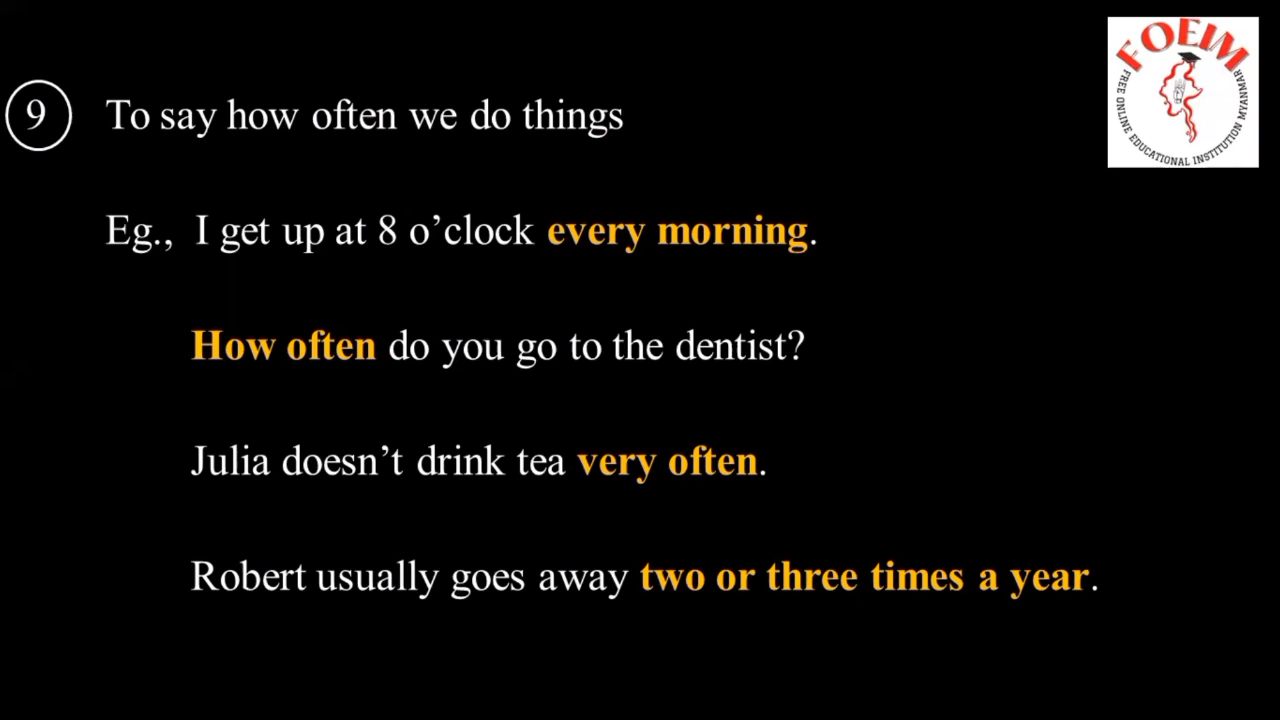 FOEIM
FREE ONLINE EDUCATIONAL INSTITUTION MYANMAR
9 To say how often we do things
Eg., I get up at 8 o’clock every morning.
How often do you go to the dentist?
Julia doesn’t drink tea very often.
Robert usually goes away two or three times a year.